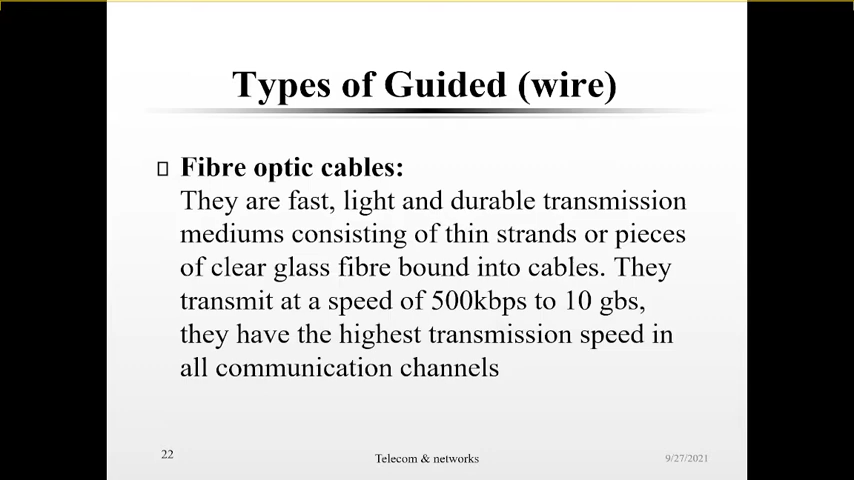 Types of Guided (wire)
Fibre optic cables:
They are fast, light and durable transmission
mediums consisting of thin strands or pieces
of clear glass fibre bound into cables. They
transmit at a speed of 500kbps to 10 gbs,
they have the highest transmission speed in
all communication channels
22
Telecom & networks
9/27/2021